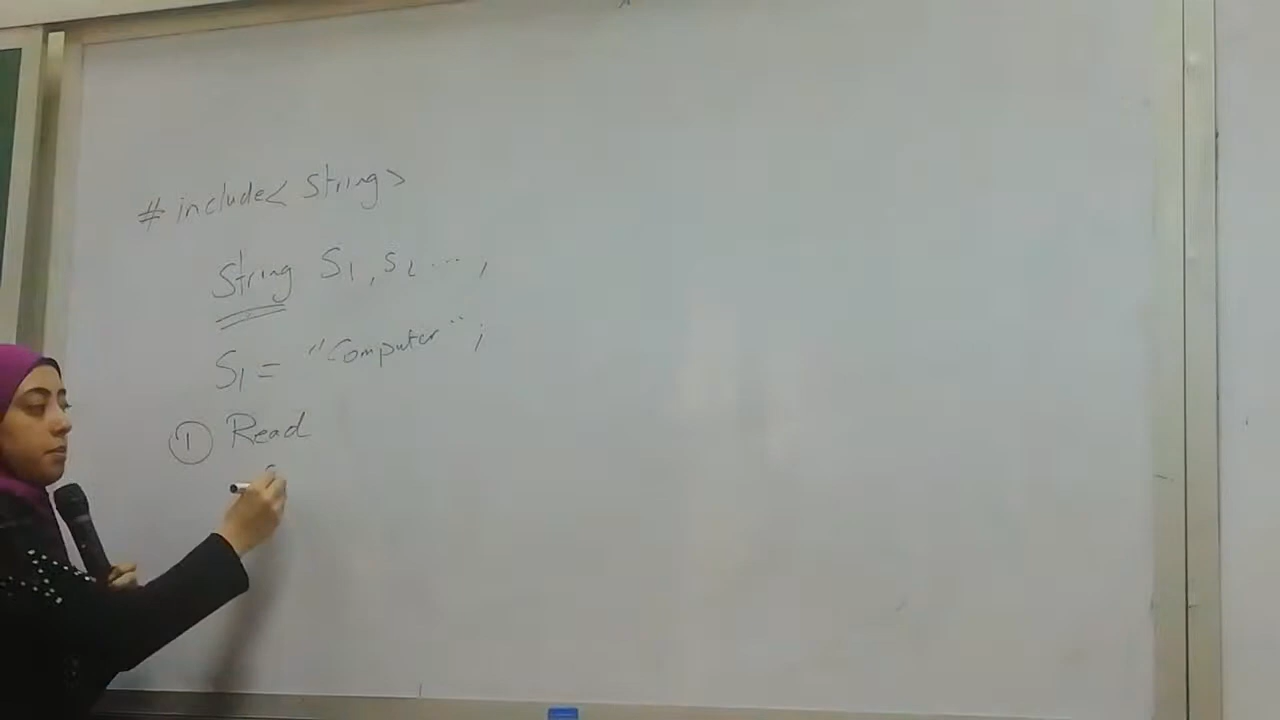 #include< String>
String S1, S2 ... ;
S1 = "Computer" ;
① Read